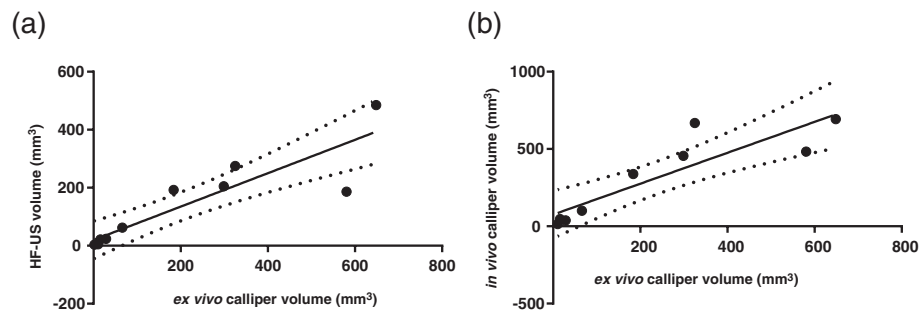 (a)
HF-US volume (mm³)
600
400
200
0
-200
200
400
600
800
ex vivo calliper volume (mm³)
(b)
in vivo calliper volume (mm³)
1000
500
0
-500
200
400
600
800
ex vivo calliper volume (mm³)